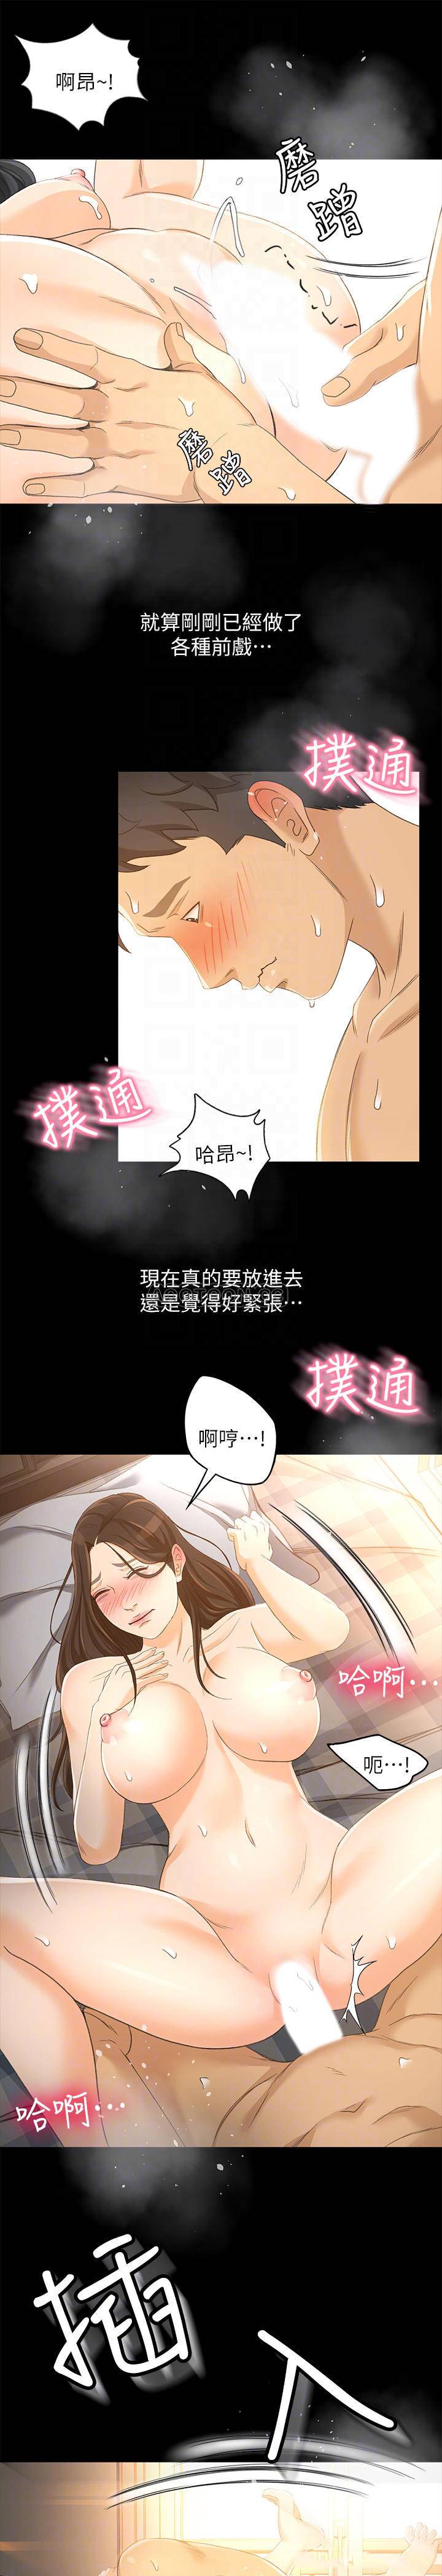 啊昂~!
磨
蹭
磨
蹭
就算剛剛已經做了
各種前戲⋯
撲通
撲通
哈昂~!
現在真的要放進去
還是覺得好緊張⋯
撲通
啊哼⋯!
哈啊⋯
呃⋯!
哈啊⋯
插
入